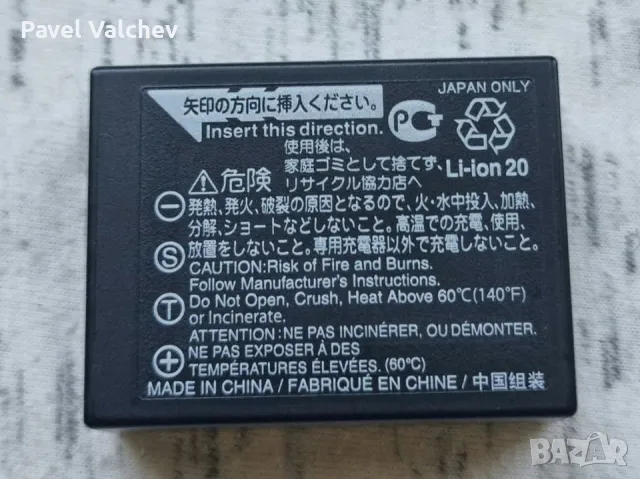 Pavel Valchev
JAPAN ONLY
矢印の方向に挿入ください。
Insert this direction.
PCT
使用後は、
家庭ゴミとして捨てず、
リサイクル協力店へ
Li-ion 20
危険
発熱、発火、破裂の原因となるので、火・水中投入、加熱、
分解、ショートなどしないこと。高温での充電、使用、
放置をしないこと。専用充電器以外で充電しないこと。
CAUTION:Risk of Fire and Burns.
Follow Manufacturer's Instructions.
Do Not Open, Crush, Heat Above 60℃(140℉)
or Incinerate.
ATTENTION:NE PAS INCINÉRER, OU DÉMONTER.
NE PAS EXPOSER À DES
TEMPÉRATURES ÉLEVÉES. (60℃)
MADE IN CHINA / FABRIQUÉ EN CHINE / 中国组装
− S T +
BAZAR
bg